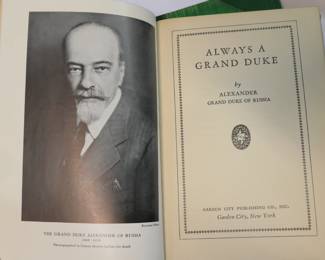 THE GRAND DUKE ALEXANDER OF RUSSIA
ALWAYS A
GRAND DUKE
by
ALEXANDER
GRAND DUKE OF RUSSIA
GARDEN CITY PUBLISHING CO., INC.
Garden City, New York